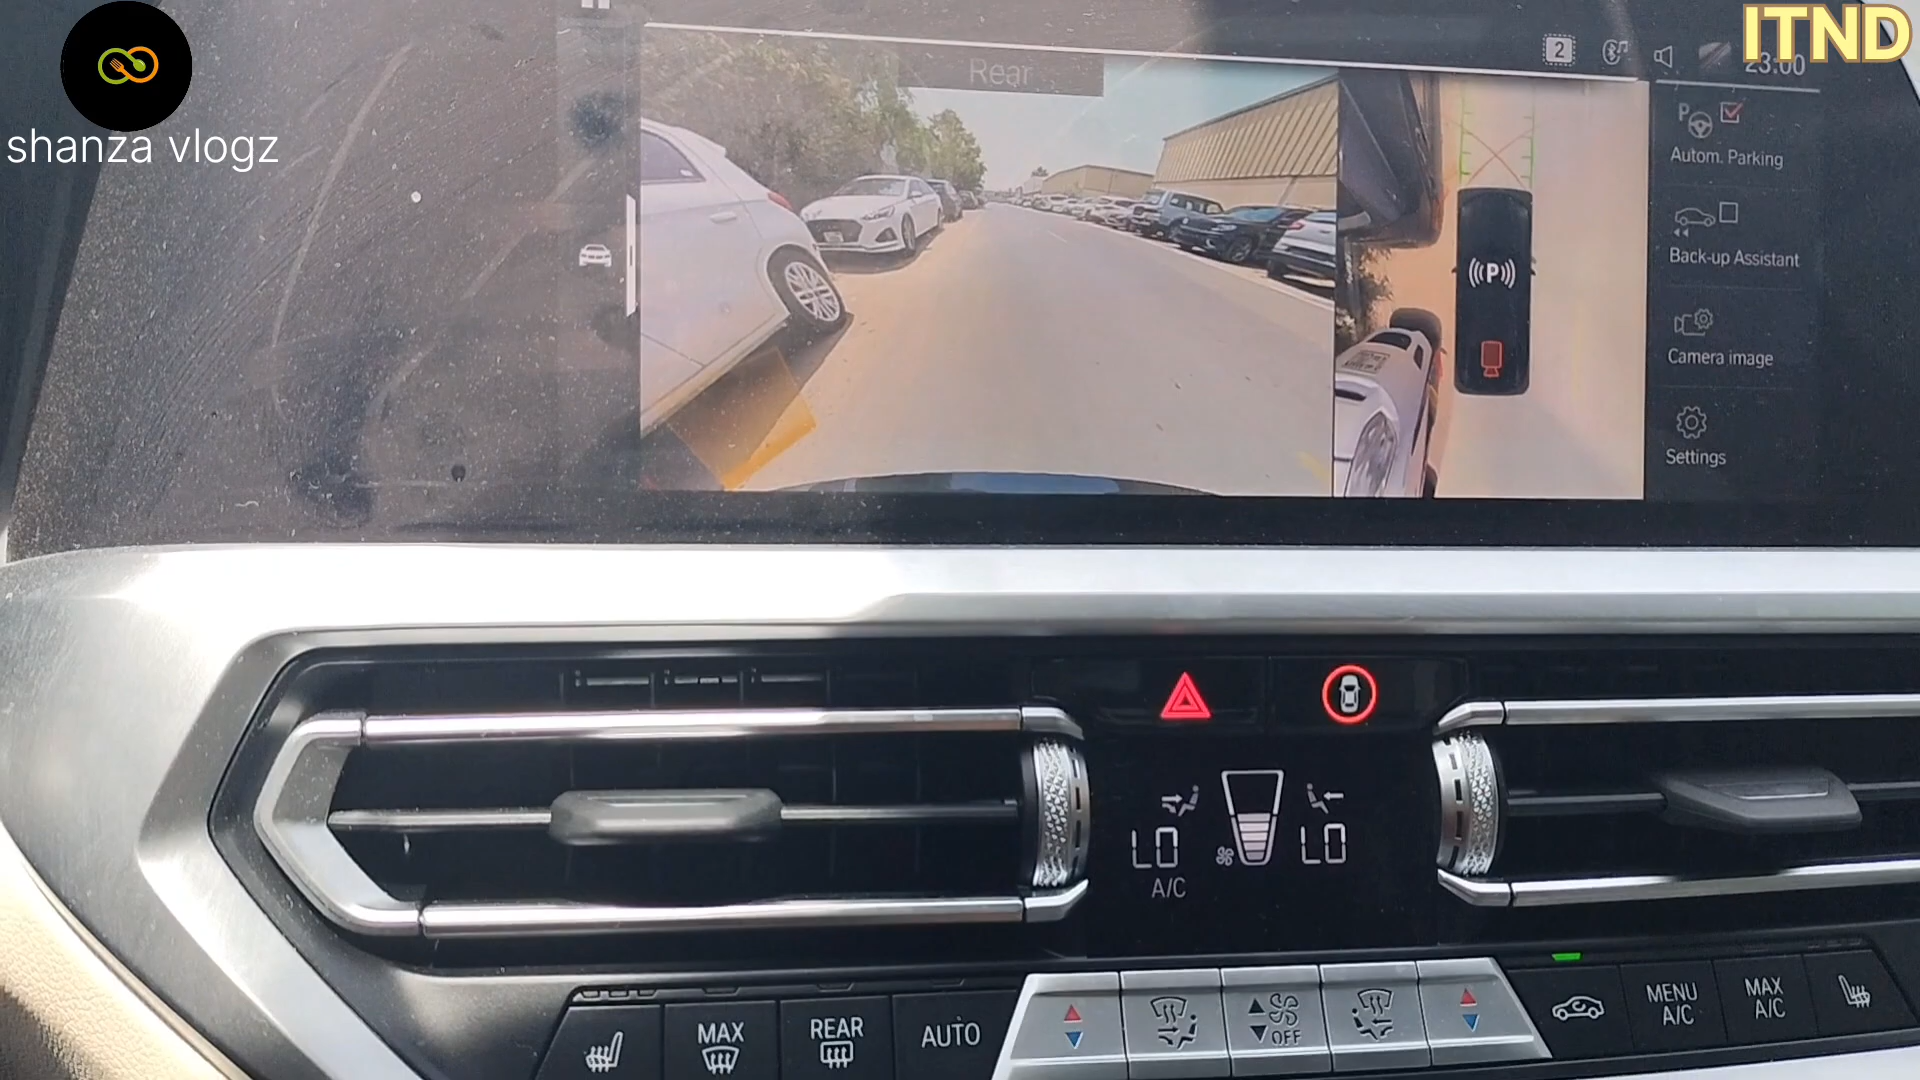 ITND
shanza vlogz
Rear
2
23:00
P
Autom. Parking
Back-up Assistant
Camera image
Settings
P
LO
LO
A/C
MAX
REAR
AUTO
OFF
MENU
A/C
MAX
A/C